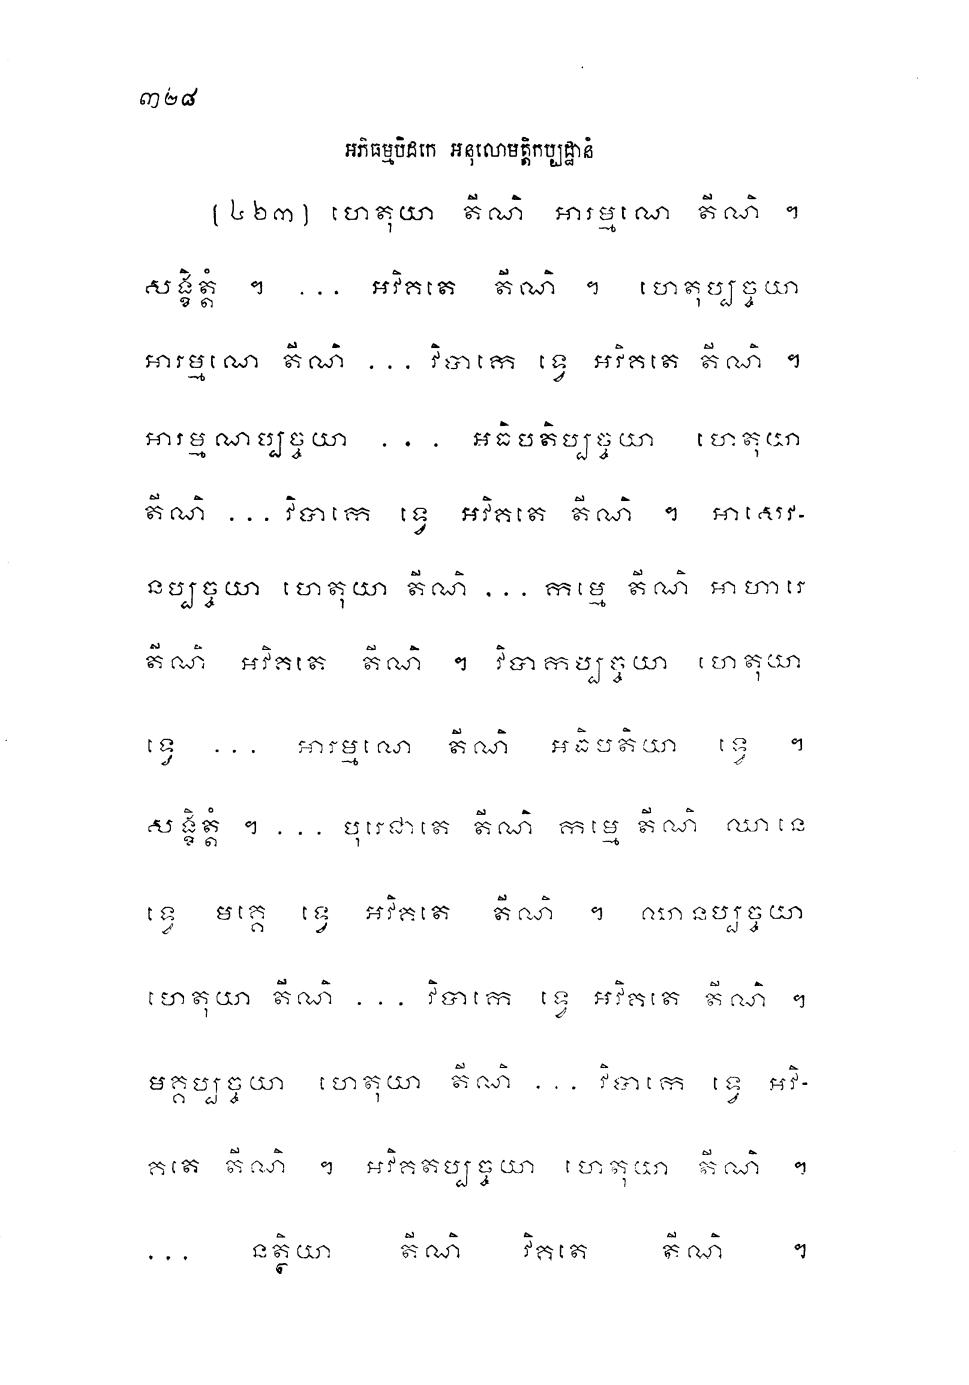 ៣២៨
អភិធម្មបិដកេ អនុលោមត្តិកប្បដ្ឋានំ
(៤២៣) ហេតុយា តីណិ អារម្មណេ តីណិ ។
សង្ខិត្តំ ។ ... អវិគតេ តីណិ ។ ហេតុប្បច្ចយា
អារម្មណេ តីណិ ... វិបាកេ ទ្វេ អវិគតេ តីណិ ។
អារម្មណប្បច្ចយា ... អធិបតិប្បច្ចយា ហេតុយា
តីណិ ... វិបាកេ ទ្វេ អវិគតេ តីណិ ។ អាសេវ-
នប្បច្ចយា ហេតុយា តីណិ ... កម្មេ តីណិ អាហារេ
តីណិ អវិគតេ តីណិ ។ វិបាកប្បច្ចយា ហេតុយា
ទ្វេ ... អារម្មណេ តីណិ អធិបតិយា ទ្វេ ។
សង្ខិត្តំ ។ ... បុរេជាតេ តីណិ កម្មេ តីណិ ឈានេ
ទ្វេ មគ្គេ ទ្វេ អវិគតេ តីណិ ។ ឈានប្បច្ចយា
ហេតុយា តីណិ ... វិបាកេ ទ្វេ អវិគតេ តីណិ ។
មគ្គប្បច្ចយា ហេតុយា តីណិ ... វិបាកេ ទ្វេ អវិ-
គតេ តីណិ ។ អវិគតប្បច្ចយា ហេតុយា តីណិ ។
... នត្ថិយា តីណិ វិគតេ តីណិ ។